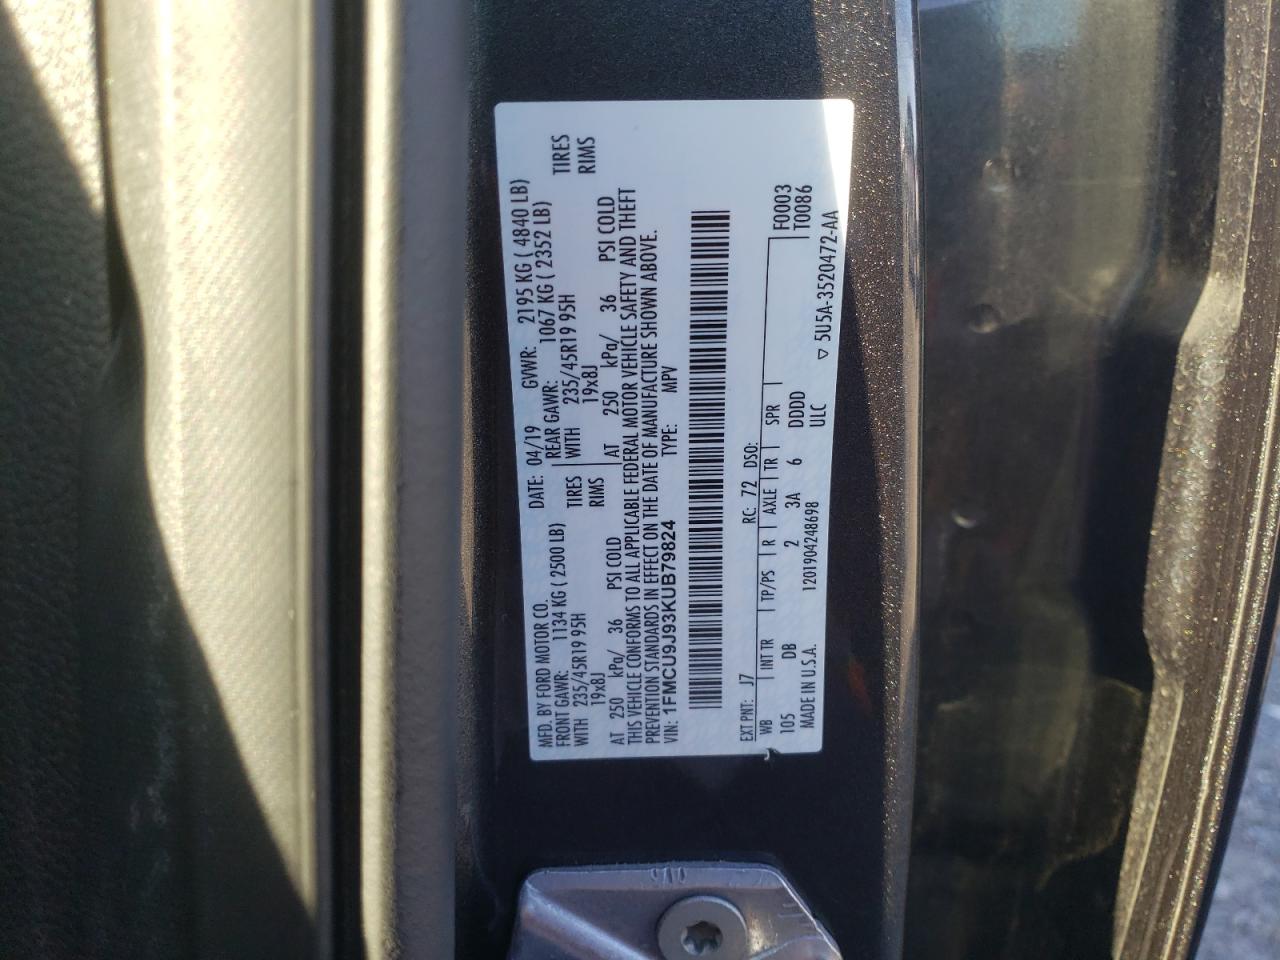 MFD. BY FORD MOTOR CO. DATE: 04/19 GVWR: 2195 KG ( 4840 LB)
FRONT GAWR: 1134 KG ( 2500 LB) REAR GAWR: 1067 KG ( 2352 LB)
WITH 235/45R19 95H TIRES WITH 235/45R19 95H TIRES
19x8J RIMS 19x8J RIMS
AT 250 kPa/ 36 PSI COLD AT 250 kPa/ 36 PSI COLD
THIS VEHICLE CONFORMS TO ALL APPLICABLE FEDERAL MOTOR VEHICLE SAFETY AND THEFT
PREVENTION STANDARDS IN EFFECT ON THE DATE OF MANUFACTURE SHOWN ABOVE.
VIN: 1FMCU9J93KUB79824 TYPE: MPV
EXT PNT: J7 RC: 72 DSO: F0003
WB INT TR TP/PS R AXLE TR SPR T0086
105 DB 2 3A 6 DDDD
MADE IN U.S.A. 1201904248698 ULC ▽ 5U5A-3520472-AA